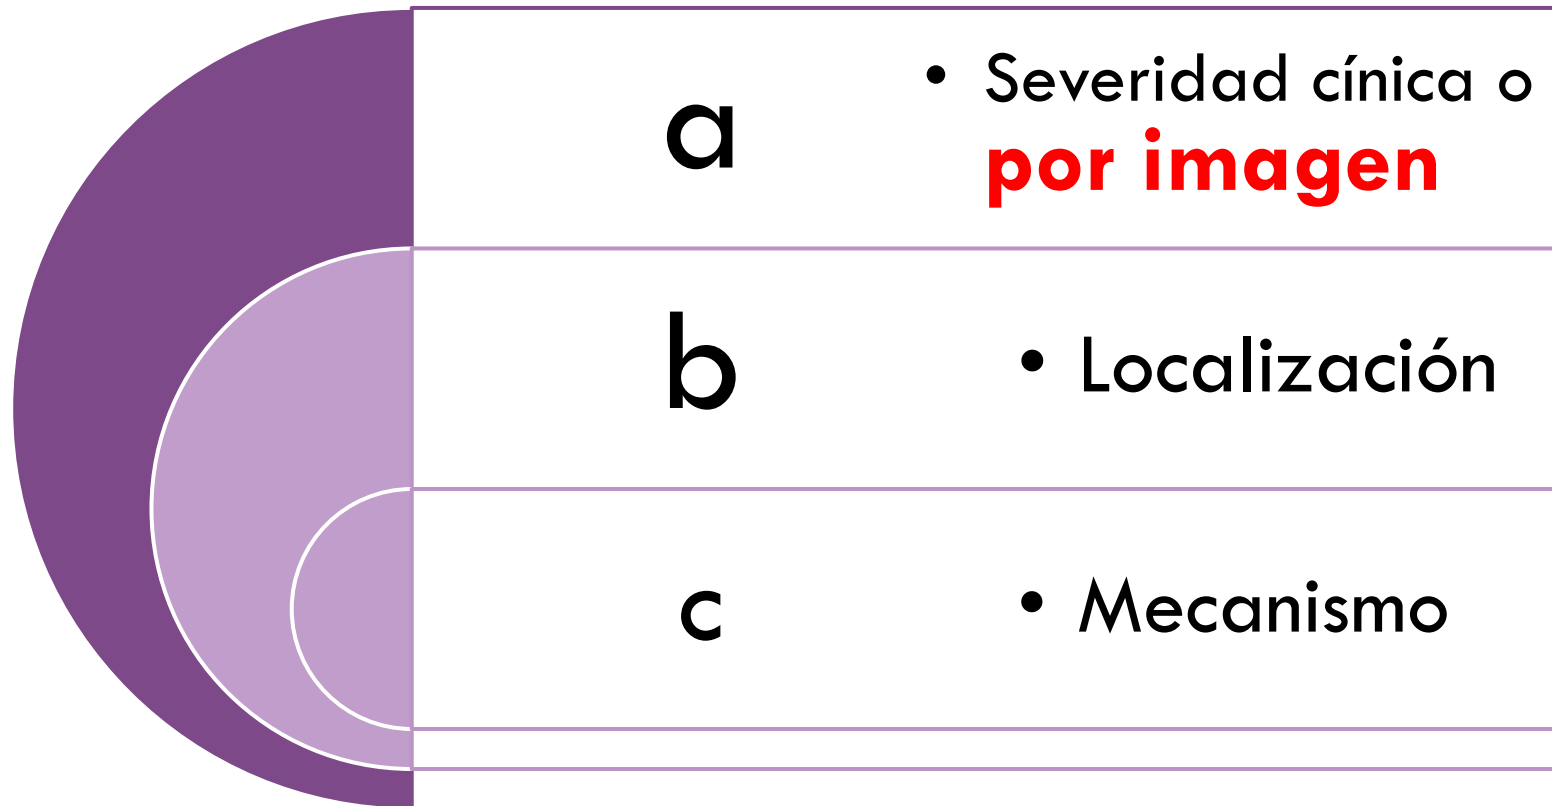 a
• Severidad cínica o
por imagen
b
• Localización
c
• Mecanismo